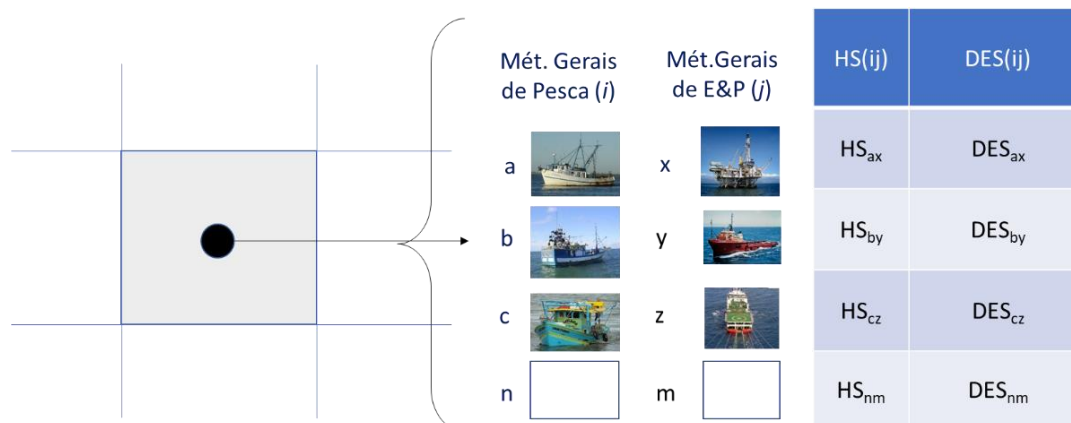 Mét. Gerais
de Pesca (i)
Mét.Gerais
de E&P (j)
HS(ij)
DES(ij)
a
x
HSax
DESax
b
y
HSby
DESby
c
z
HScz
DEScz
n
m
HSnm
DESnm